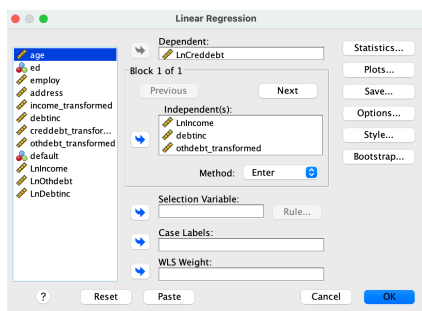 Linear Regression
age
ed
employ
address
income_transformed
debtinc
creddebt_transfor...
othdebt_transformed
default
LnIncome
LnOthdebt
LnDebtinc
Dependent:
LnCreddebt
Block 1 of 1
Previous
Next
Independent(s):
LnIncome
debtinc
othdebt_transformed
Method:
Enter
Selection Variable:
Rule...
Case Labels:
WLS Weight:
Statistics...
Plots...
Save...
Options...
Style...
Bootstrap...
?
Reset
Paste
Cancel
OK